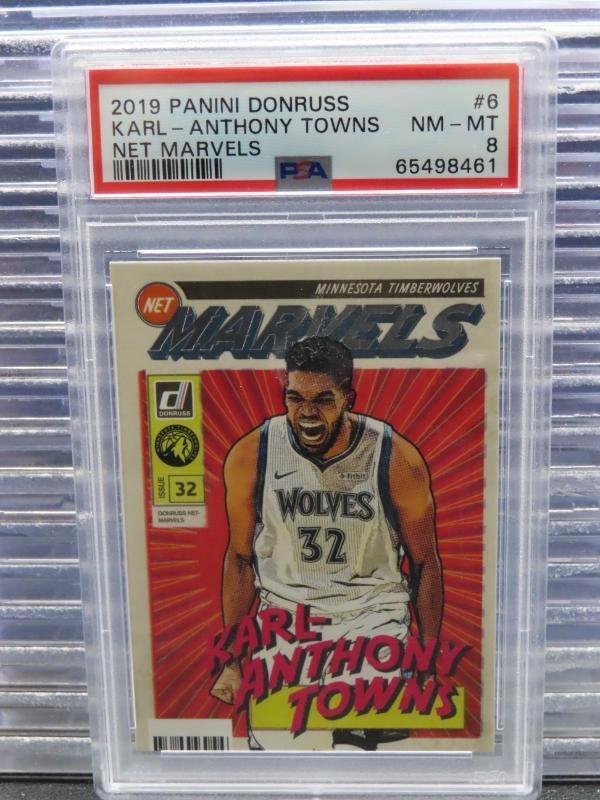 2019 PANINI DONRUSS #6
KARL-ANTHONY TOWNS NM-MT
NET MARVELS 8
PSA 65498461
MINNESOTA TIMBERWOLVES
NET
MARVELS
d
DONRUSS
ISSUE 32
DONRUSS NET-
MARVELS
fitbit
WOLVES
32
KARL-
ANTHONY
TOWNS